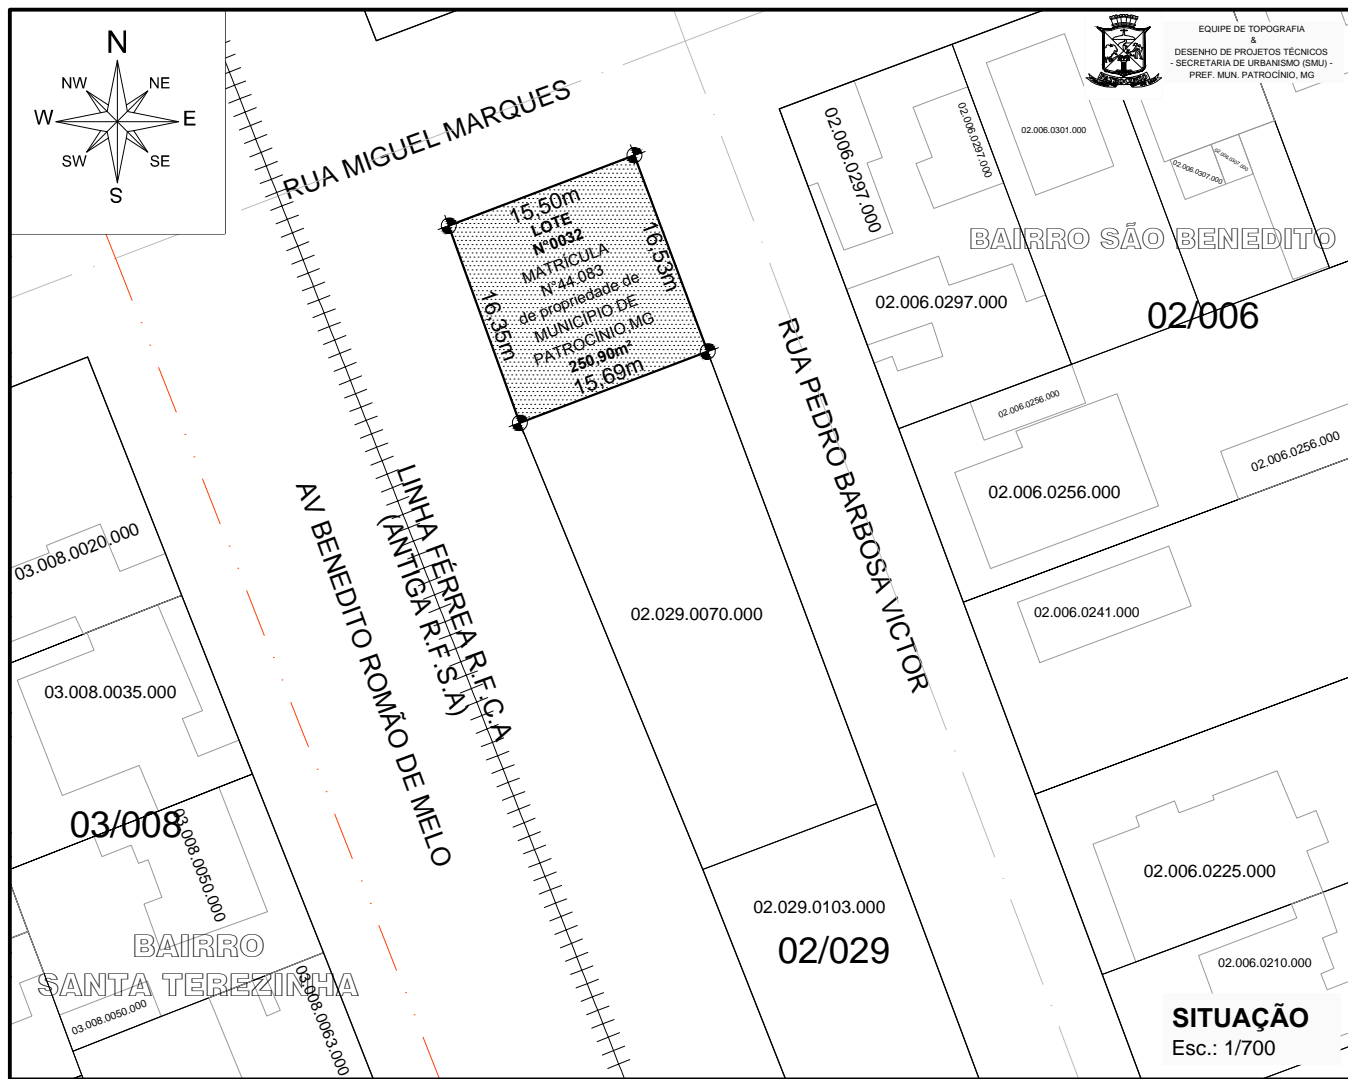 N
NW
NE
W
E
SW
SE
S
EQUIPE DE TOPOGRAFIA
&
DESENHO DE PROJETOS TÉCNICOS
- SECRETARIA DE URBANISMO (SMU) -
PREF. MUN. PATROCÍNIO, MG
RUA MIGUEL MARQUES
15,50m
LOTE
N°0032
MATRÍCULA
N°44.083
de propriedade de
MUNICÍPIO DE
PATROCÍNIO,MG
250,90m²
15,69m
16,35m
16,53m
02.006.0297.000
02.006.0297.000
02.006.0301.000
02.006.0307.000
02.006.0307.000
BAIRRO SÃO BENEDITO
02.006.0297.000
02/006
RUA PEDRO BARBOSA VICTOR
02.006.0256.000
02.006.0256.000
02.006.0256.000
LINHA FÉRREA R.F.C.A
(ANTIGA R.F.S.A)
AV BENEDITO ROMÃO DE MELO
03.008.0020.000
02.029.0070.000
02.006.0241.000
03.008.0035.000
03/008
03.008.0050.000
02.006.0225.000
02.029.0103.000
02/029
BAIRRO
SANTA TEREZINHA
03.008.0050.000
03.008.0063.000
02.006.0210.000
SITUAÇÃO
Esc.: 1/700